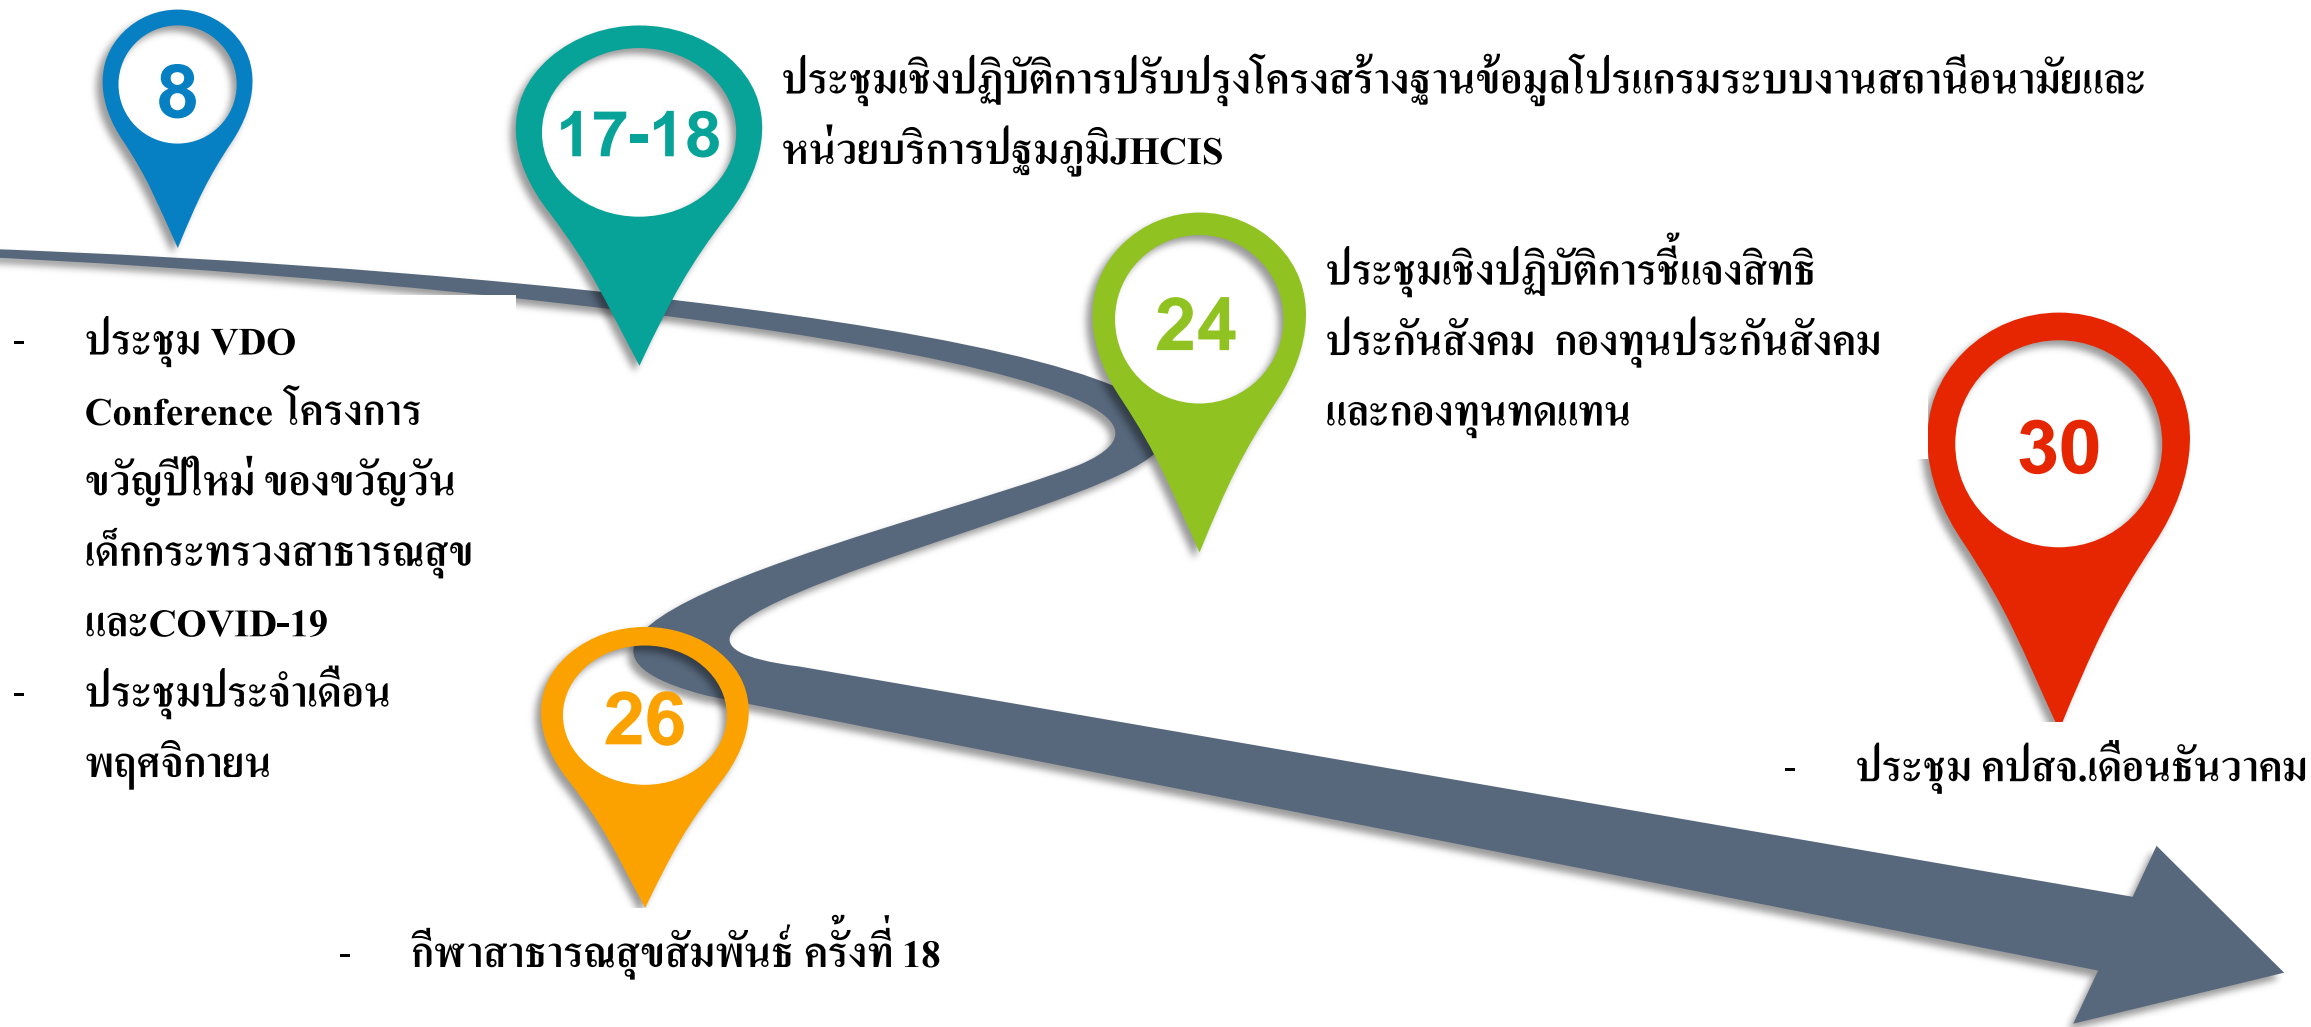 8
- ประชุม VDO
Conference โครงการ
ขวัญปีใหม่ ของขวัญวัน
เด็กกระทรวงสาธารณสุข
และCOVID-19
- ประชุมประจำเดือน
พฤศจิกายน
17-18
ประชุมเชิงปฏิบัติการปรับปรุงโครงสร้างฐานข้อมูลโปรแกรมระบบงานสถานีอนามัยและ
หน่วยบริการปฐมภูมิJHCIS
24
ประชุมเชิงปฏิบัติการชี้แจงสิทธิ
ประกันสังคม กองทุนประกันสังคม
และกองทุนทดแทน
26
- กีฬาสาธารณสุขสัมพันธ์ ครั้งที่ 18
30
- ประชุม คปสจ.เดือนธันวาคม